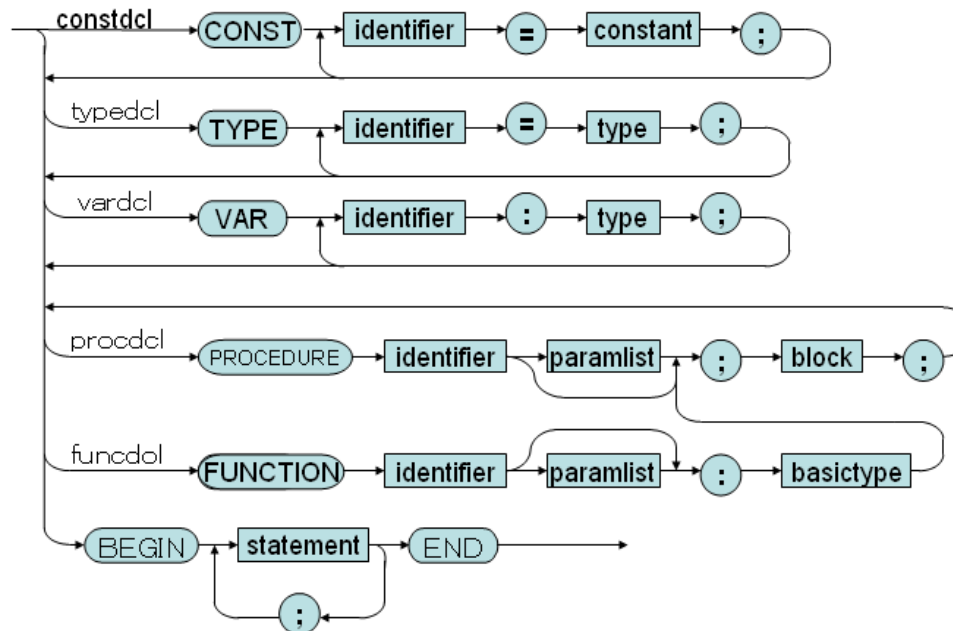 constdcl CONST identifier = constant ;
typedcl TYPE identifier = type ;
vardcl VAR identifier : type ;
procdcl PROCEDURE identifier paramlist ; block ;
funcdol FUNCTION identifier paramlist : basictype
BEGIN statement END
;